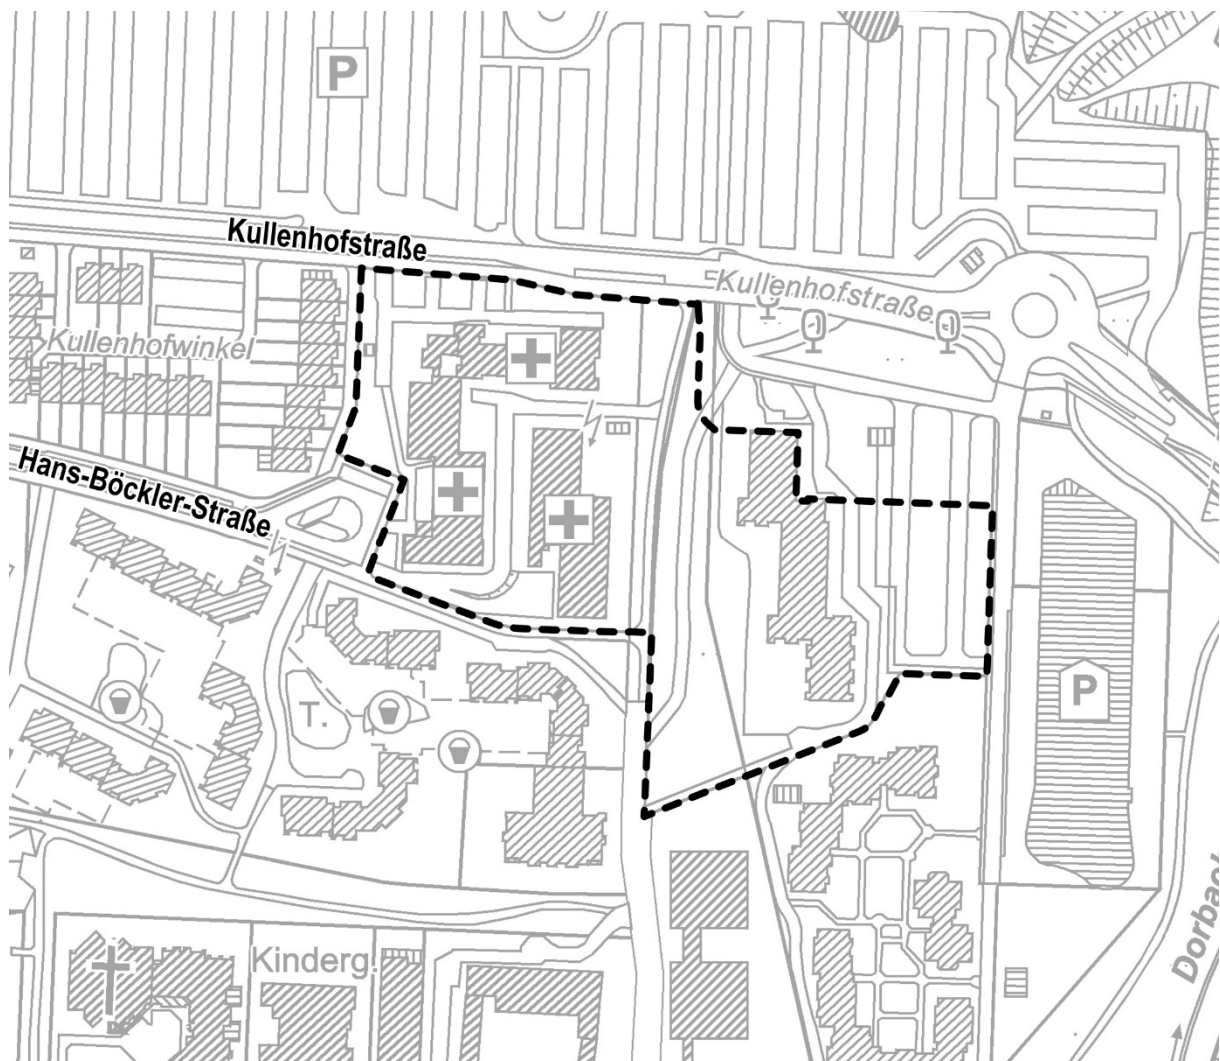 P
Kullenhofstraße
Kullenhofstraße
Kullenhofwinkel
Hans-Böckler-Straße
T.
P
Kinderg.
Dorbach